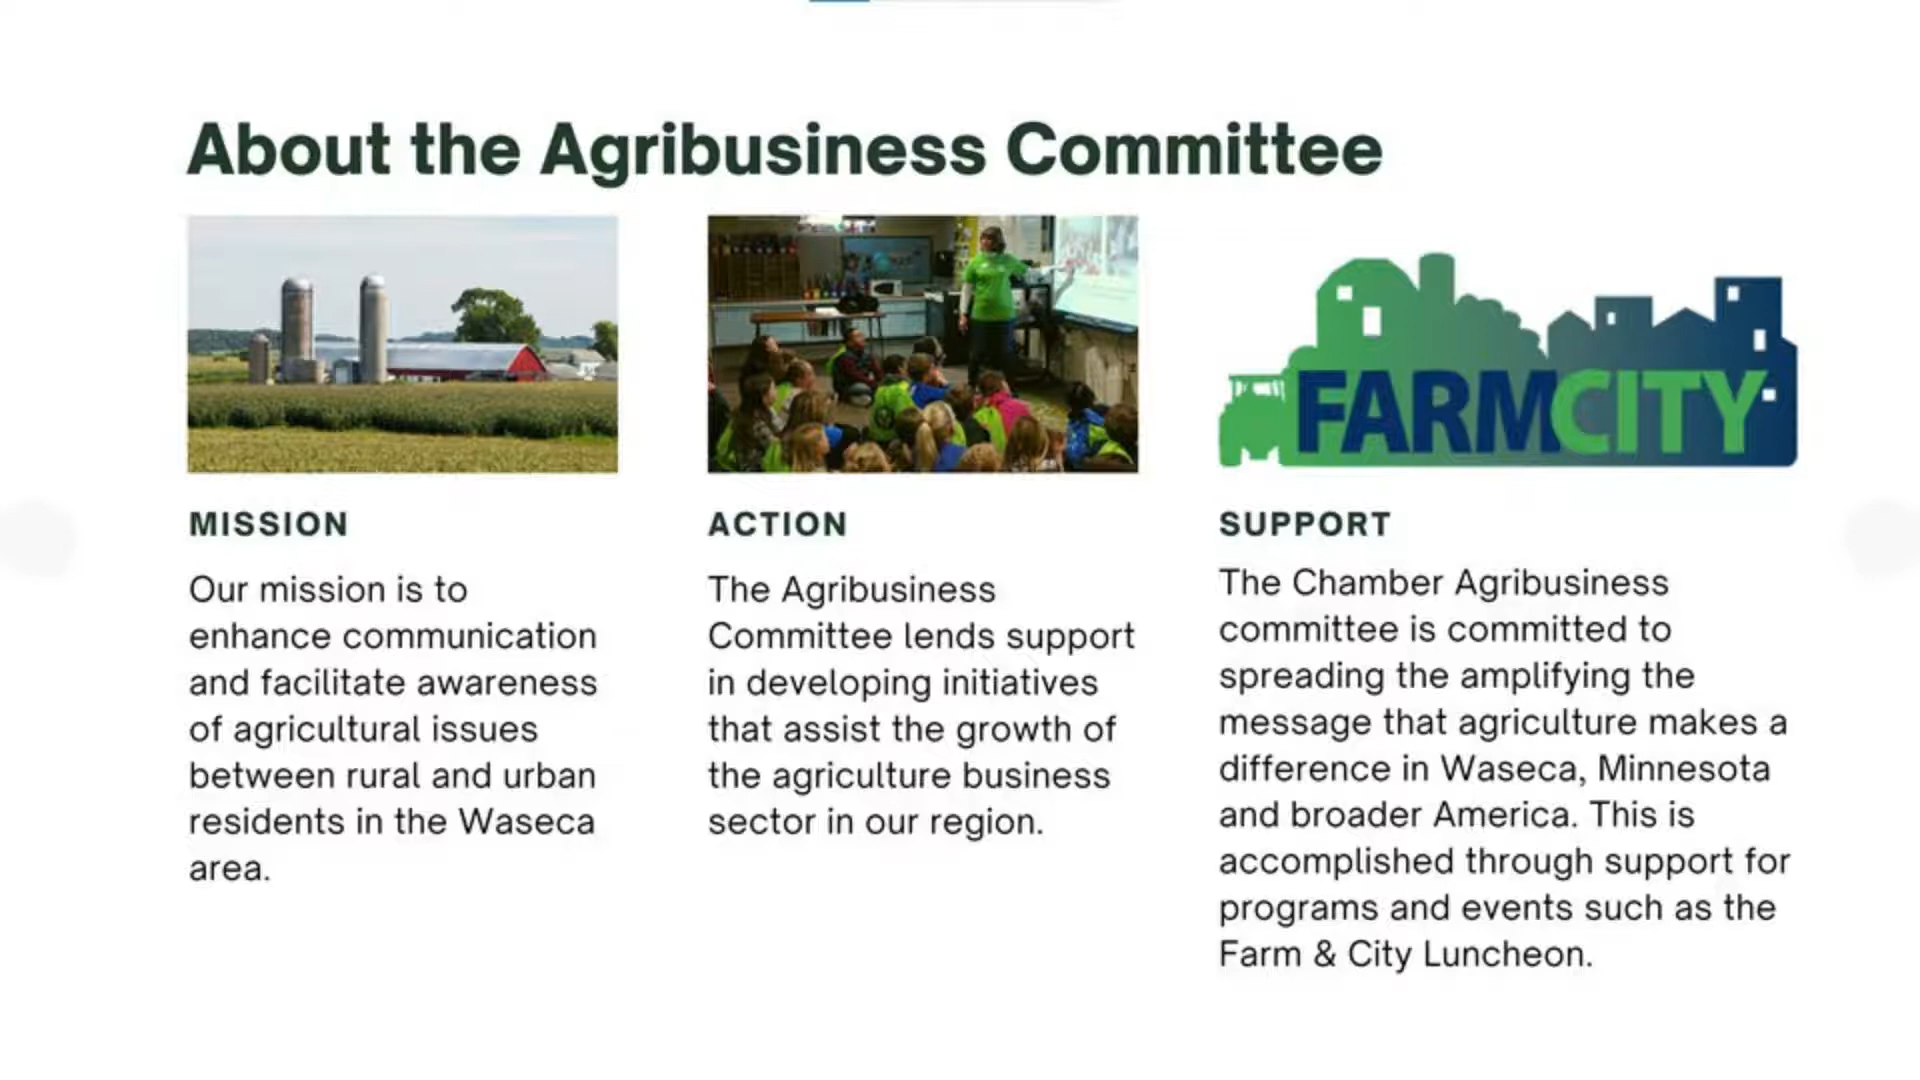 About the Agribusiness Committee
FARMCITY
MISSION
Our mission is to
enhance communication
and facilitate awareness
of agricultural issues
between rural and urban
residents in the Waseca
area.
ACTION
The Agribusiness
Committee lends support
in developing initiatives
that assist the growth of
the agriculture business
sector in our region.
SUPPORT
The Chamber Agribusiness
committee is committed to
spreading the amplifying the
message that agriculture makes a
difference in Waseca, Minnesota
and broader America. This is
accomplished through support for
programs and events such as the
Farm & City Luncheon.